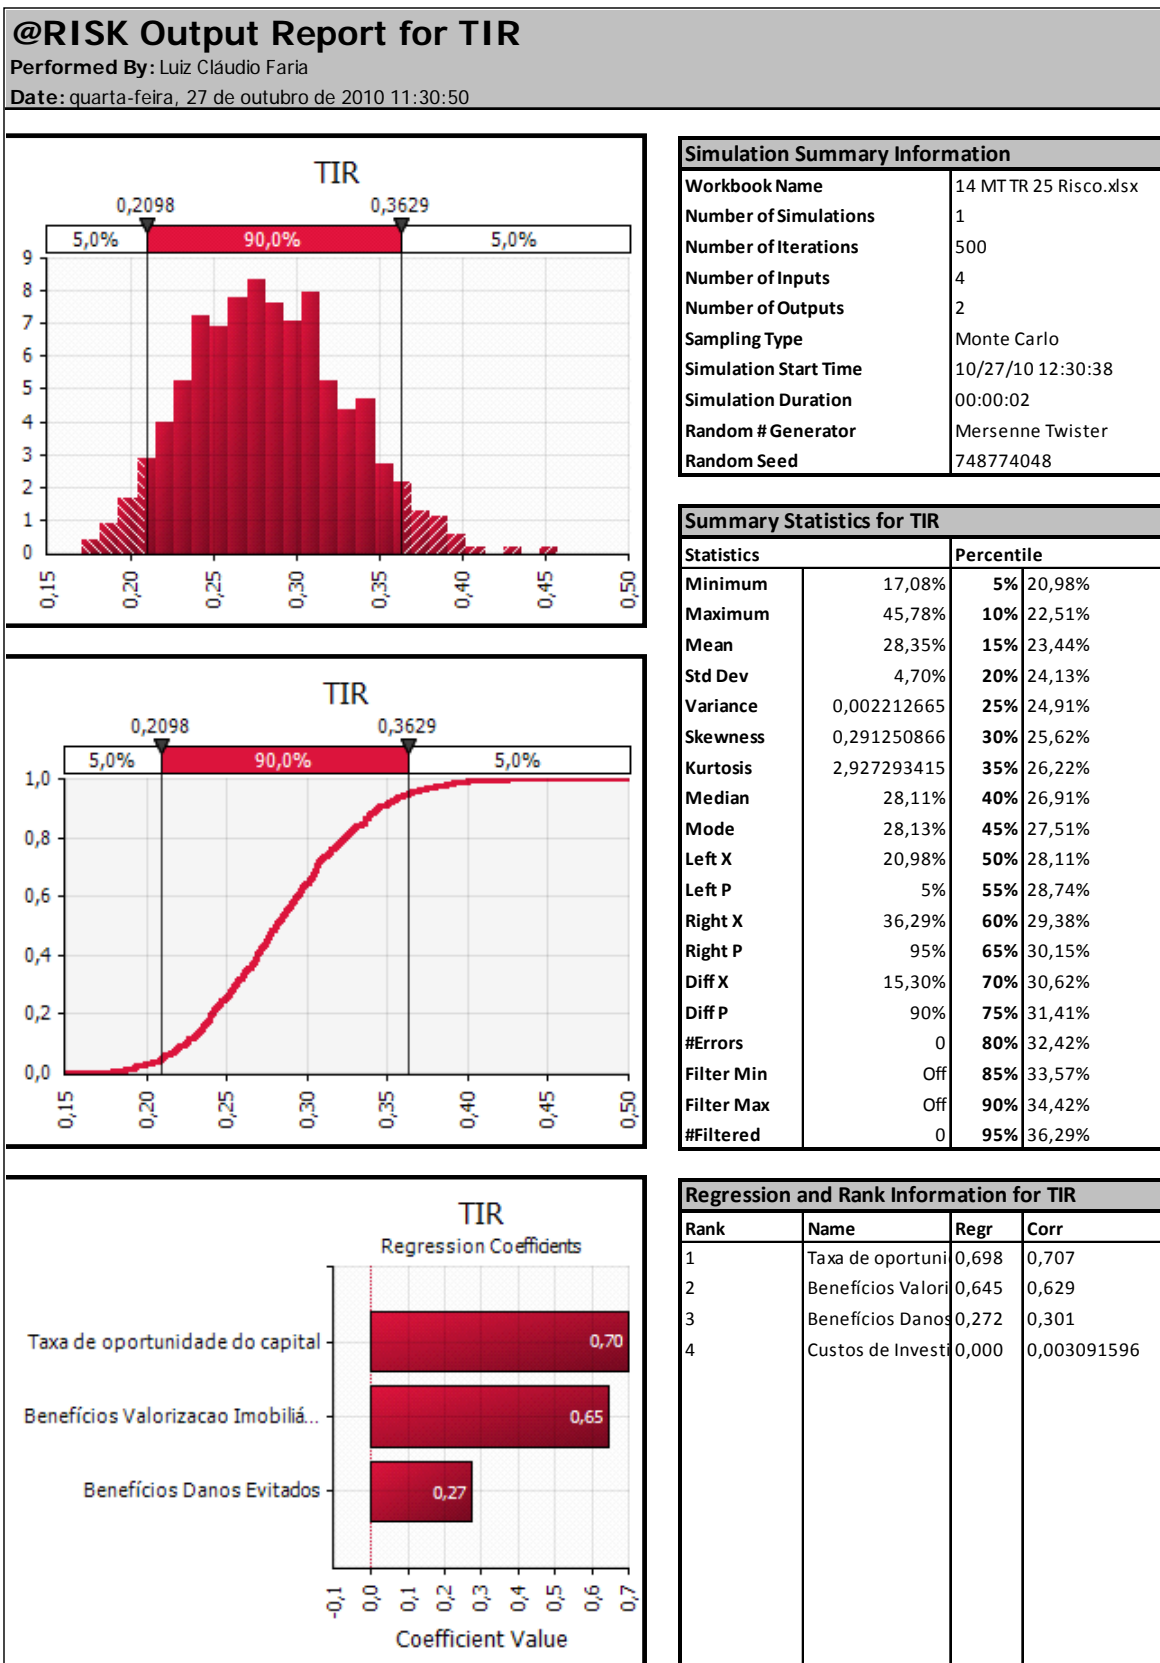 @RISK Output Report for TIR
Performed By: Luiz Cláudio Faria
Date: quarta-feira, 27 de outubro de 2010 11:30:50
TIR
0,2098 0,3629
5,0% 90,0% 5,0%
9
8
7
6
5
4
3
2
1
0
0,15 0,20 0,25 0,30 0,35 0,40 0,45 0,50
TIR
0,2098 0,3629
5,0% 90,0% 5,0%
1,0
0,8
0,6
0,4
0,2
0,0
0,15 0,20 0,25 0,30 0,35 0,40 0,45 0,50
TIR
Regression Coefficients
Taxa de oportunidade do capital 0,70
Benefícios Valorizacao Imobiliá... 0,65
Benefícios Danos Evitados 0,27
-0,1 0,0 0,1 0,2 0,3 0,4 0,5 0,6 0,7
Coefficient Value
Simulation Summary Information
Workbook Name 14 MT TR 25 Risco.xlsx
Number of Simulations 1
Number of Iterations 500
Number of Inputs 4
Number of Outputs 2
Sampling Type Monte Carlo
Simulation Start Time 10/27/10 12:30:38
Simulation Duration 00:00:02
Random # Generator Mersenne Twister
Random Seed 748774048
Summary Statistics for TIR
Statistics Percentile
Minimum 17,08% 5% 20,98%
Maximum 45,78% 10% 22,51%
Mean 28,35% 15% 23,44%
Std Dev 4,70% 20% 24,13%
Variance 0,002212665 25% 24,91%
Skewness 0,291250866 30% 25,62%
Kurtosis 2,927293415 35% 26,22%
Median 28,11% 40% 26,91%
Mode 28,13% 45% 27,51%
Left X 20,98% 50% 28,11%
Left P 5% 55% 28,74%
Right X 36,29% 60% 29,38%
Right P 95% 65% 30,15%
Diff X 15,30% 70% 30,62%
Diff P 90% 75% 31,41%
#Errors 0 80% 32,42%
Filter Min Off 85% 33,57%
Filter Max Off 90% 34,42%
#Filtered 0 95% 36,29%
Regression and Rank Information for TIR
Rank Name Regr Corr
1 Taxa de oportuni 0,698 0,707
2 Benefícios Valori 0,645 0,629
3 Benefícios Danos 0,272 0,301
4 Custos de Investi 0,000 0,003091596